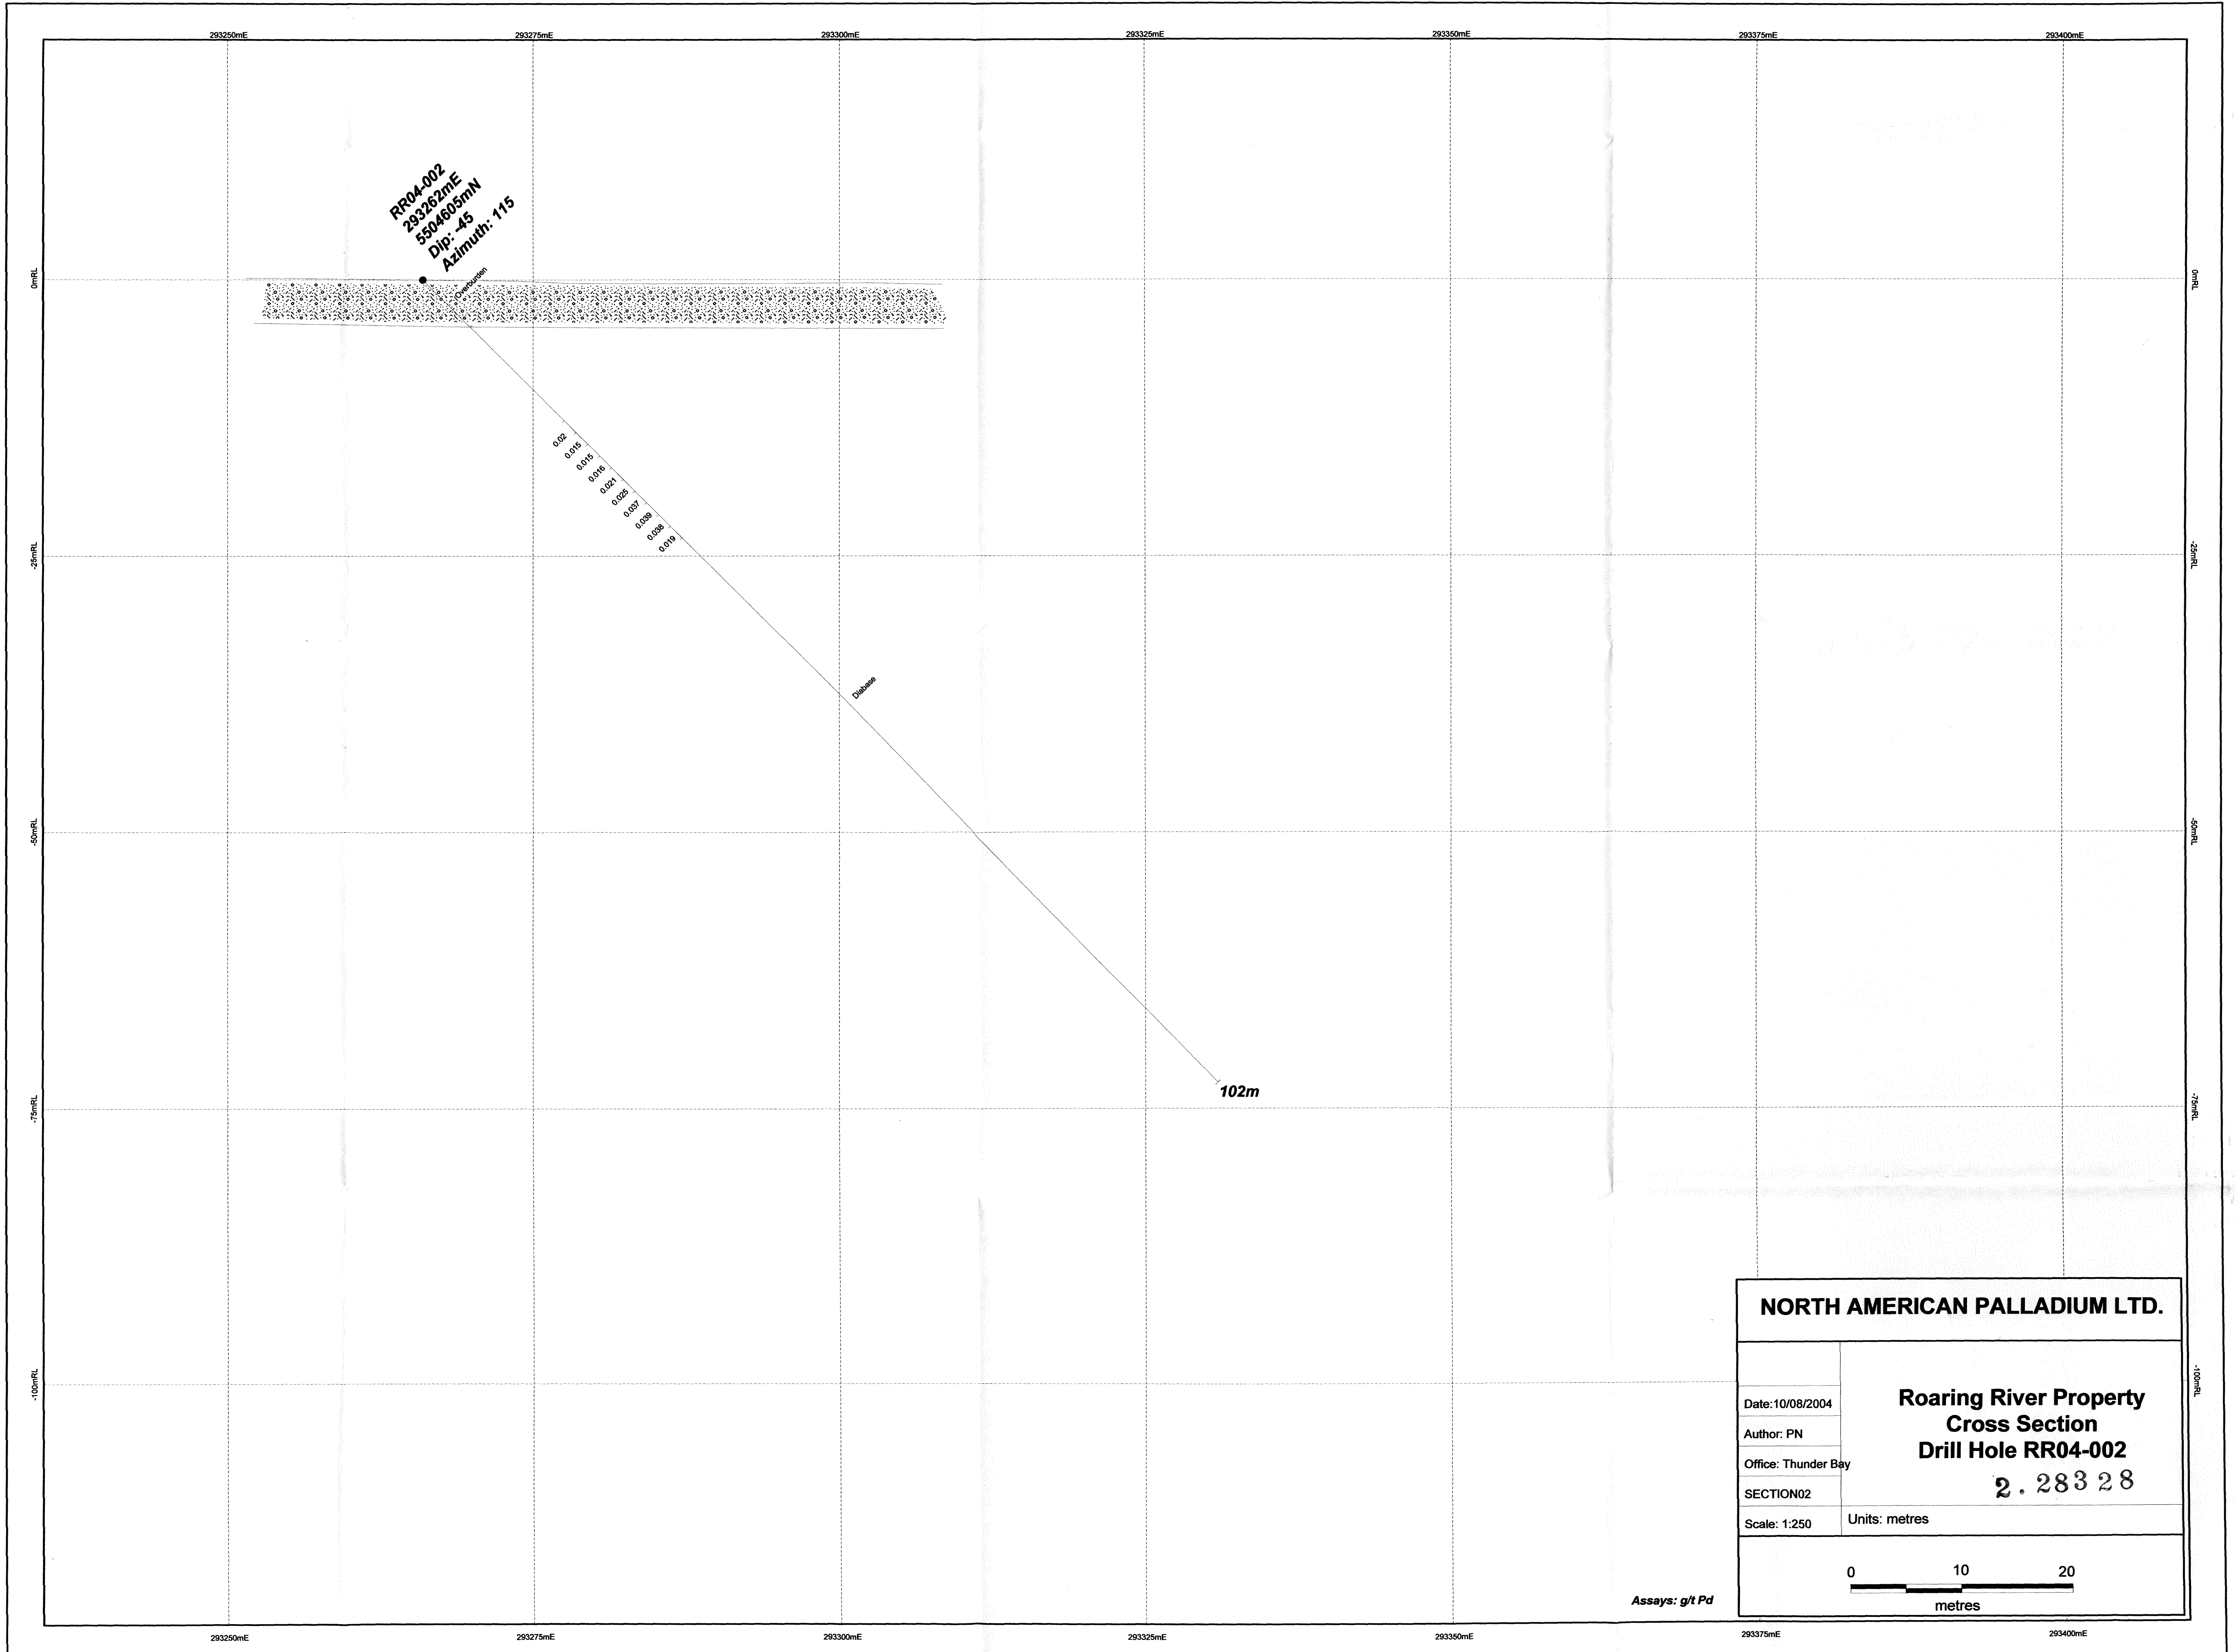 293250mE 293275mE 293300mE 293325mE 293350mE 293375mE 293400mE
RR04-002
293262mE
5504605mN
Dip: -45
Azimuth: 115
Overburden
0mRL 0mRL
0.02
0.015
0.015
0.016
0.021
0.025
0.037
0.039
0.038
0.019
-25mRL -25mRL
Diabase
-50mRL -50mRL
102m
-75mRL -75mRL
-100mRL -100mRL
NORTH AMERICAN PALLADIUM LTD.
Date:10/08/2004
Author: PN
Office: Thunder Bay
SECTION02
Scale: 1:250
Roaring River Property
Cross Section
Drill Hole RR04-002
2.28328
Units: metres
0 10 20
metres
Assays: g/t Pd
293250mE 293275mE 293300mE 293325mE 293350mE 293375mE 293400mE